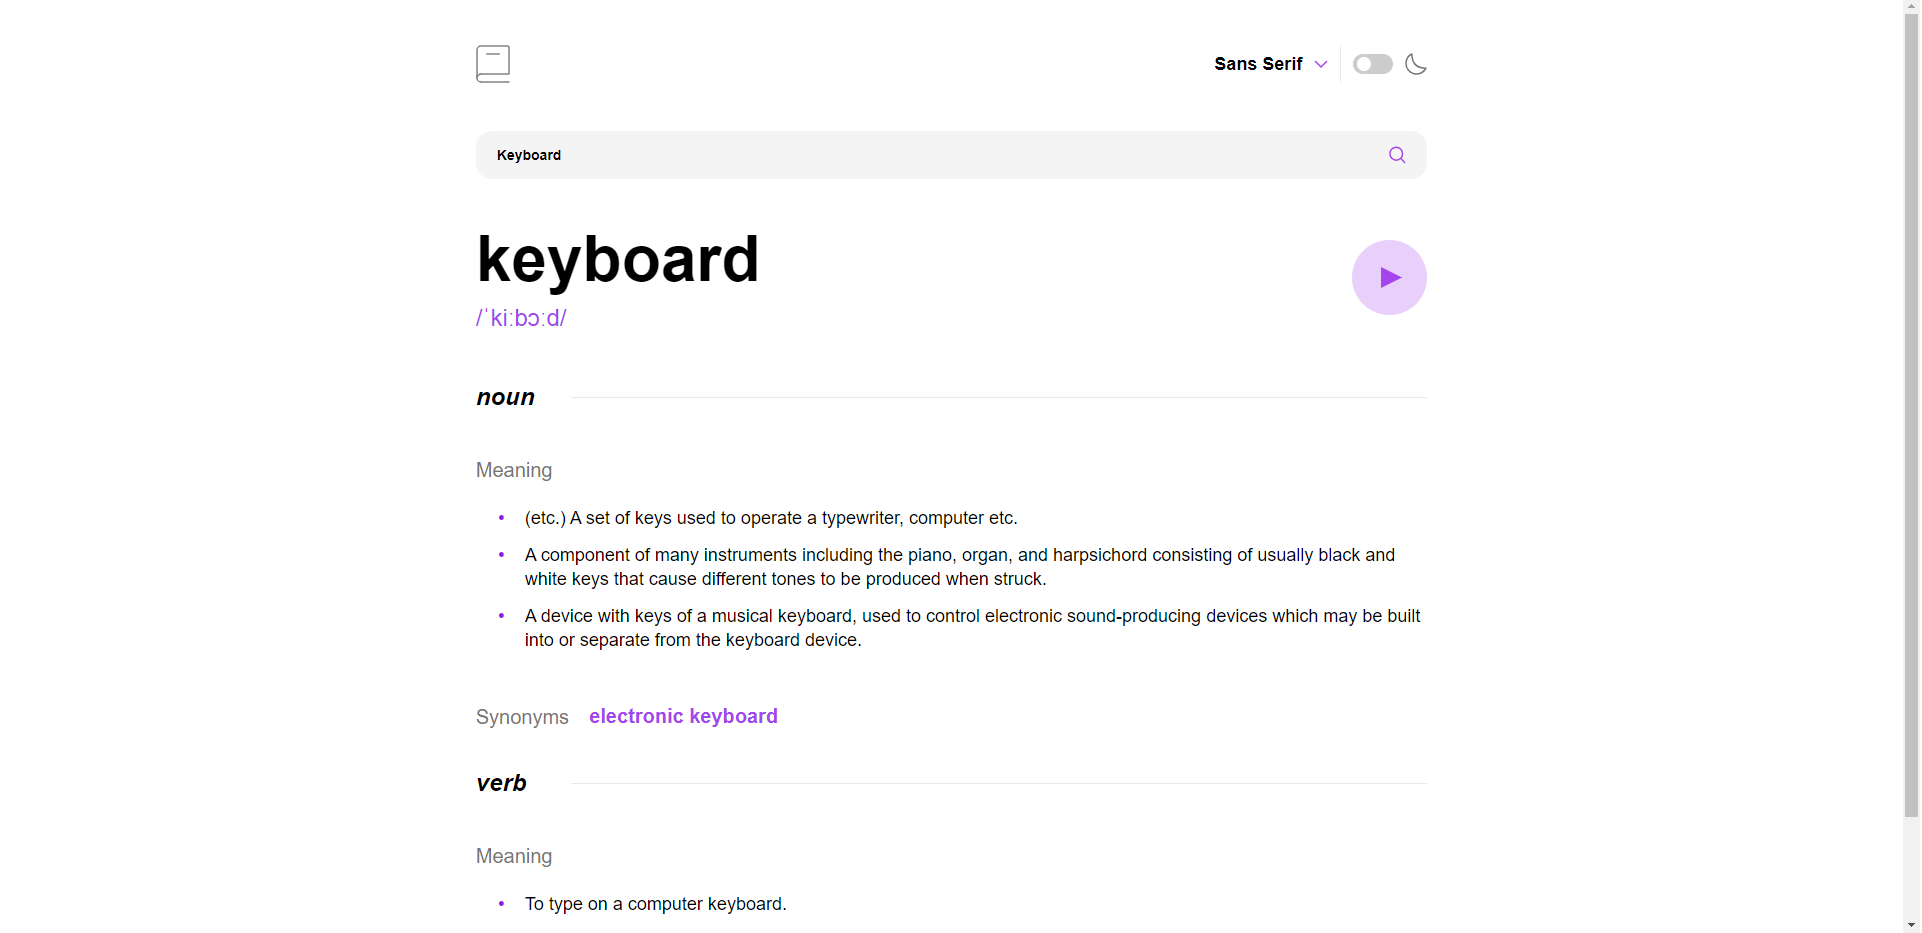 Sans Serif
Keyboard
keyboard
/ˈkiːbɔːd/
noun
Meaning
(etc.) A set of keys used to operate a typewriter, computer etc.
A component of many instruments including the piano, organ, and harpsichord consisting of usually black and
white keys that cause different tones to be produced when struck.
A device with keys of a musical keyboard, used to control electronic sound-producing devices which may be built
into or separate from the keyboard device.
Synonyms electronic keyboard
verb
Meaning
To type on a computer keyboard.